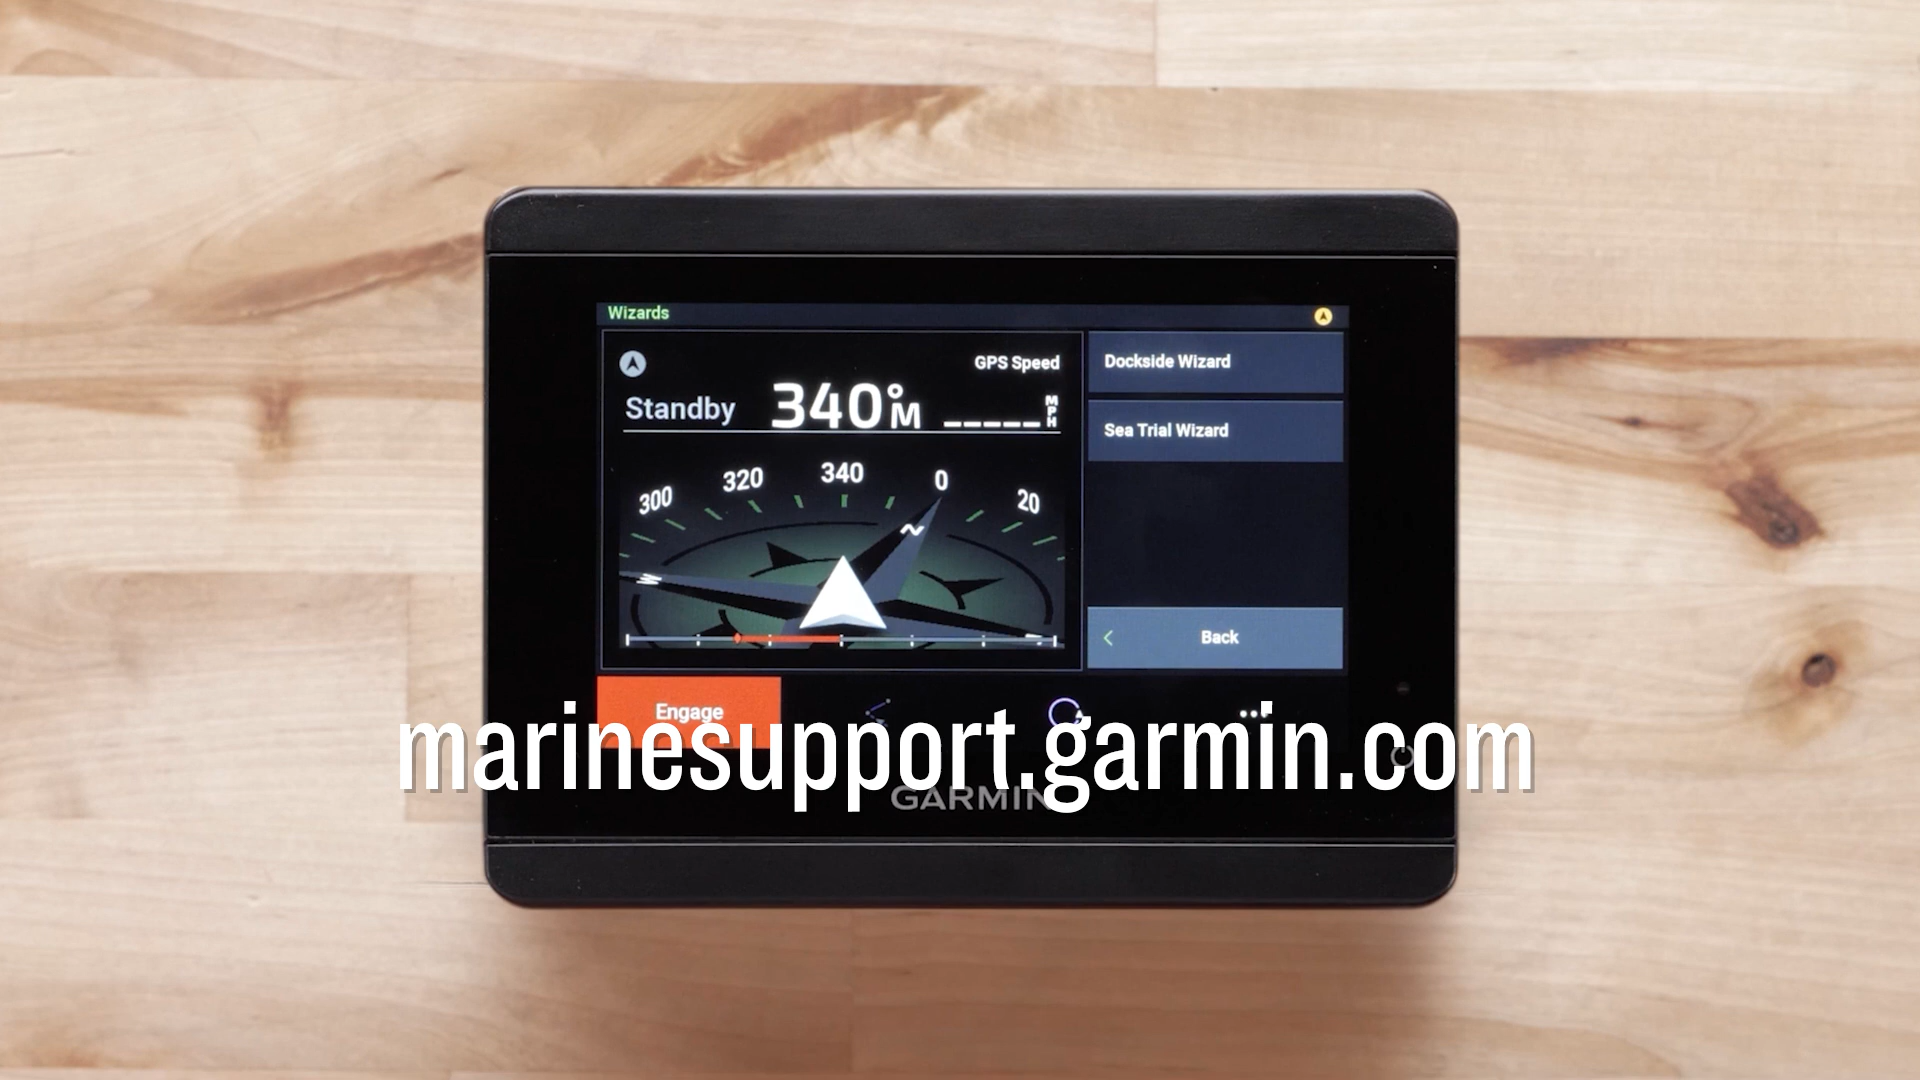 Wizards
GPS Speed
Standby
340°M
_____ MPH
300
320
340
0
20
Dockside Wizard
Sea Trial Wizard
Back
Engage
marinesupport.garmin.com
GARMIN